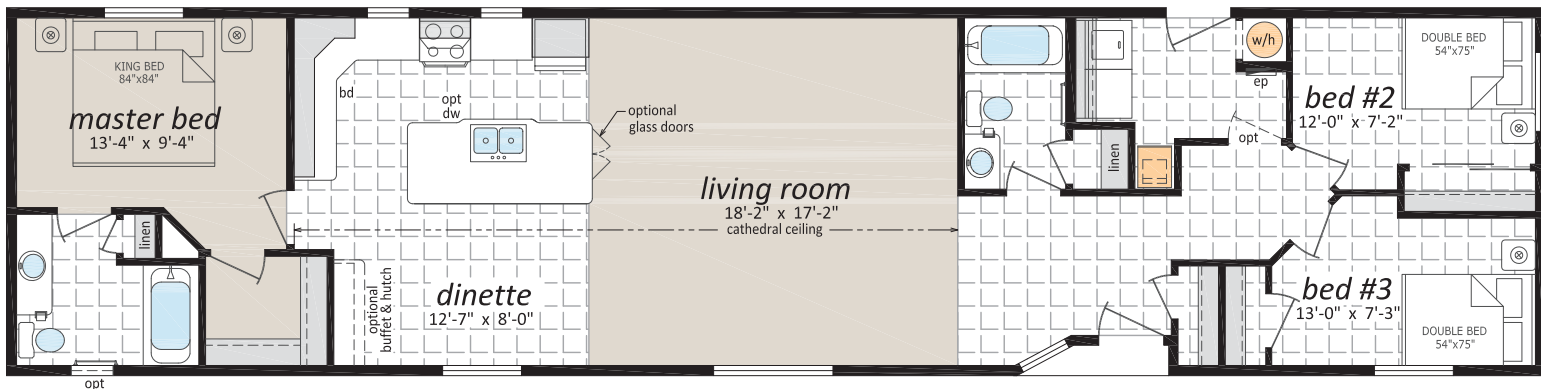 KING BED
84"x84"
master bed
13'-4" x 9'-4"
linen
opt
bd
opt
dw
optional
glass doors
living room
18'-2" x 17'-2"
cathedral ceiling
optional
buffet & hutch
dinette
12'-7" x 8'-0"
linen
w/h
ep
opt
DOUBLE BED
54"x75"
bed #2
12'-0" x 7'-2"
bed #3
13'-0" x 7'-3"
DOUBLE BED
54"x75"